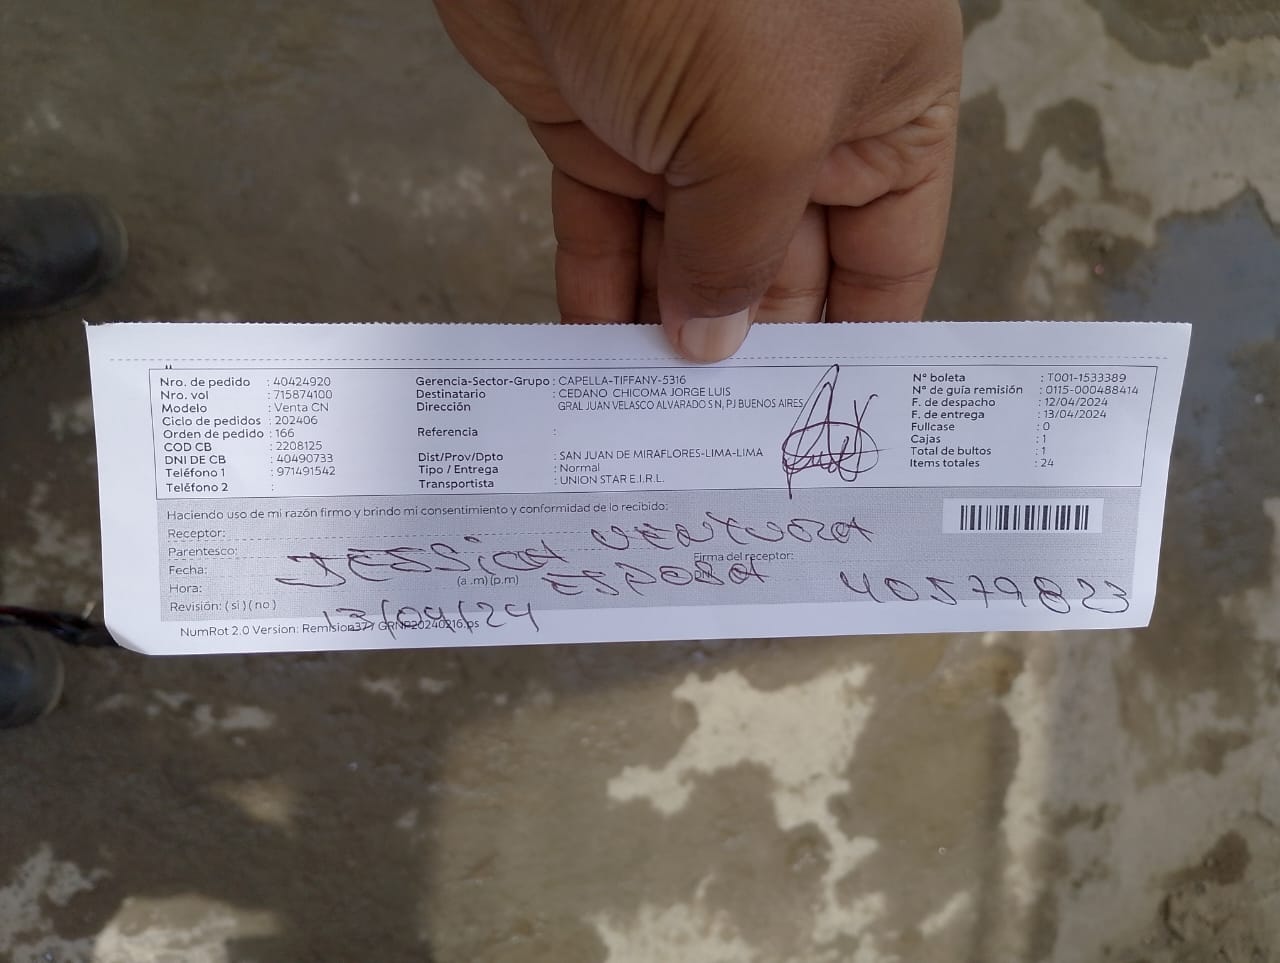 Nro. de pedido : 40424920
Nro. vol : 715874100
Modelo : Venta CN
Ciclo de pedidos : 202406
Orden de pedido : 166
COD CB : 2208125
DNI DE CB : 40490733
Teléfono 1 : 971491542
Teléfono 2 :
Gerencia-Sector-Grupo : CAPELLA-TIFFANY-5316
Destinatario : CEDANO CHICOMA JORGE LUIS
Dirección GRAL JUAN VELASCO ALVARADO S N, PJ BUENOS AIRES
Referencia :
Dist/Prov/Dpto : SAN JUAN DE MIRAFLORES-LIMA-LIMA
Tipo / Entrega : Normal
Transportista : UNION STAR E.I.R.L.
N° boleta : T001-1533389
N° de guía remisión : 0115-000488414
F. de despacho : 12/04/2024
F. de entrega : 13/04/2024
Fullcase : 0
Cajas : 1
Total de bultos : 1
Items totales : 24
Haciendo uso de mi razón firmo y brindo mi consentimiento y conformidad de lo recibido:
Receptor: JESSICA VENTURA
Parentesco: ESPOSA
Firma del receptor:
40579823
Fecha: 13/04/24
Hora: (a .m) (p.m)
Revisión: ( si ) ( no )
NumRot 2.0 Version: Remision377 GRNP20240216.ps